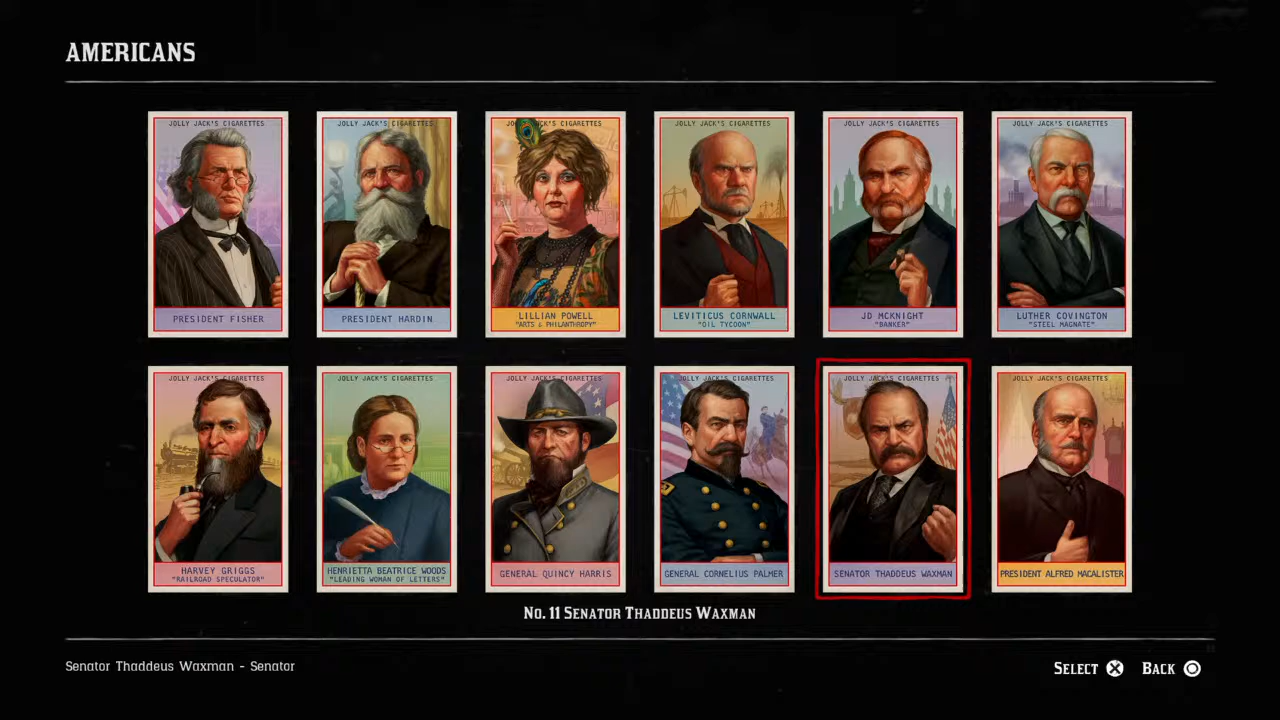 AMERICANS
JOLLY JACK'S CIGARETTES
JOLLY JACK'S CIGARETTES
JOLLY JACK'S CIGARETTES
JOLLY JACK'S CIGARETTES
JOLLY JACK'S CIGARETTES
JOLLY JACK'S CIGARETTES
PRESIDENT FISHER
PRESIDENT HARDIN
LILLIAN POWELL
"ARTS & PHILANTHROPY"
LEVITICUS CORNWALL
"OIL TYCOON"
JD MCKNIGHT
"BANKER"
LUTHER COVINGTON
"STEEL MAGNATE"
JOLLY JACK'S CIGARETTES
JOLLY JACK'S CIGARETTES
JOLLY JACK'S CIGARETTES
JOLLY JACK'S CIGARETTES
JOLLY JACK'S CIGARETTES
JOLLY JACK'S CIGARETTES
HARVEY GRIGGS
"RAILROAD SPECULATOR"
HENRIETTA BEATRICE WOODS
"LEADING WOMAN OF LETTERS"
GENERAL QUINCY HARRIS
GENERAL CORNELIUS PALMER
SENATOR THADDEUS WAXMAN
PRESIDENT ALFRED MACALISTER
No. 11 Senator Thaddeus Waxman
Senator Thaddeus Waxman - Senator
Select
Back